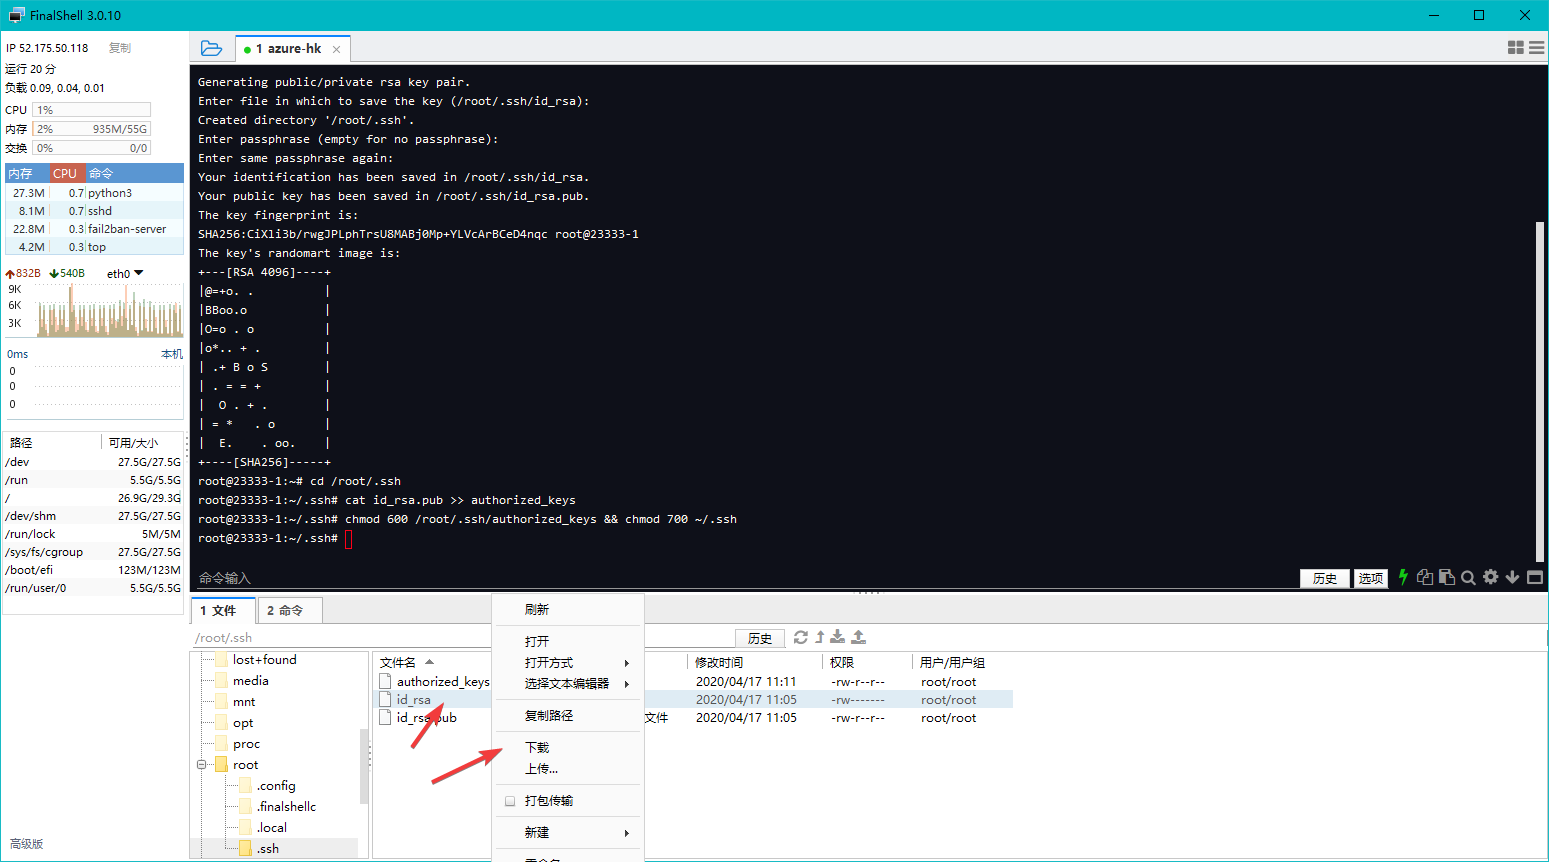 FinalShell 3.0.10
IP 52.175.50.118 复制
运行 20 分
负载 0.09, 0.04, 0.01
CPU 1%
内存 2% 935M/55G
交换 0% 0/0
内存 CPU 命令
27.3M 0.7 python3
8.1M 0.7 sshd
22.8M 0.3 fail2ban-server
4.2M 0.3 top
832B 540B eth0
9K
6K
3K
0ms 本机
0
0
0
路径 可用/大小
/dev 27.5G/27.5G
/run 5.5G/5.5G
/ 26.9G/29.3G
/dev/shm 27.5G/27.5G
/run/lock 5M/5M
/sys/fs/cgroup 27.5G/27.5G
/boot/efi 123M/123M
/run/user/0 5.5G/5.5G
高级版
1 azure-hk
Generating public/private rsa key pair.
Enter file in which to save the key (/root/.ssh/id_rsa):
Created directory '/root/.ssh'.
Enter passphrase (empty for no passphrase):
Enter same passphrase again:
Your identification has been saved in /root/.ssh/id_rsa.
Your public key has been saved in /root/.ssh/id_rsa.pub.
The key fingerprint is:
SHA256:CiXli3b/rwgJPLphTrsU8MABj0Mp+YLVcArBCeD4nqc root@23333-1
The key's randomart image is:
+---[RSA 4096]----+
|@=+o. .          |
|BBoo.o           |
|O=o . o          |
|o*.. + .         |
| .+ B o S        |
| . = = +         |
|  O . + .        |
| = *   . o       |
|  E.    . oo.    |
+----[SHA256]-----+
root@23333-1:~# cd /root/.ssh
root@23333-1:~/.ssh# cat id_rsa.pub >> authorized_keys
root@23333-1:~/.ssh# chmod 600 /root/.ssh/authorized_keys && chmod 700 ~/.ssh
root@23333-1:~/.ssh#
命令输入 历史 选项
1 文件 2 命令
/root/.ssh 历史
lost+found
media
mnt
opt
proc
root
.config
.finalshellc
.local
.ssh
文件名 修改时间 权限 用户/用户组
authorized_keys 2020/04/17 11:11 -rw-r--r-- root/root
id_rsa 2020/04/17 11:05 -rw------- root/root
id_rsa.pub 文件 2020/04/17 11:05 -rw-r--r-- root/root
刷新
打开
打开方式
选择文本编辑器
复制路径
下载
上传...
打包传输
新建